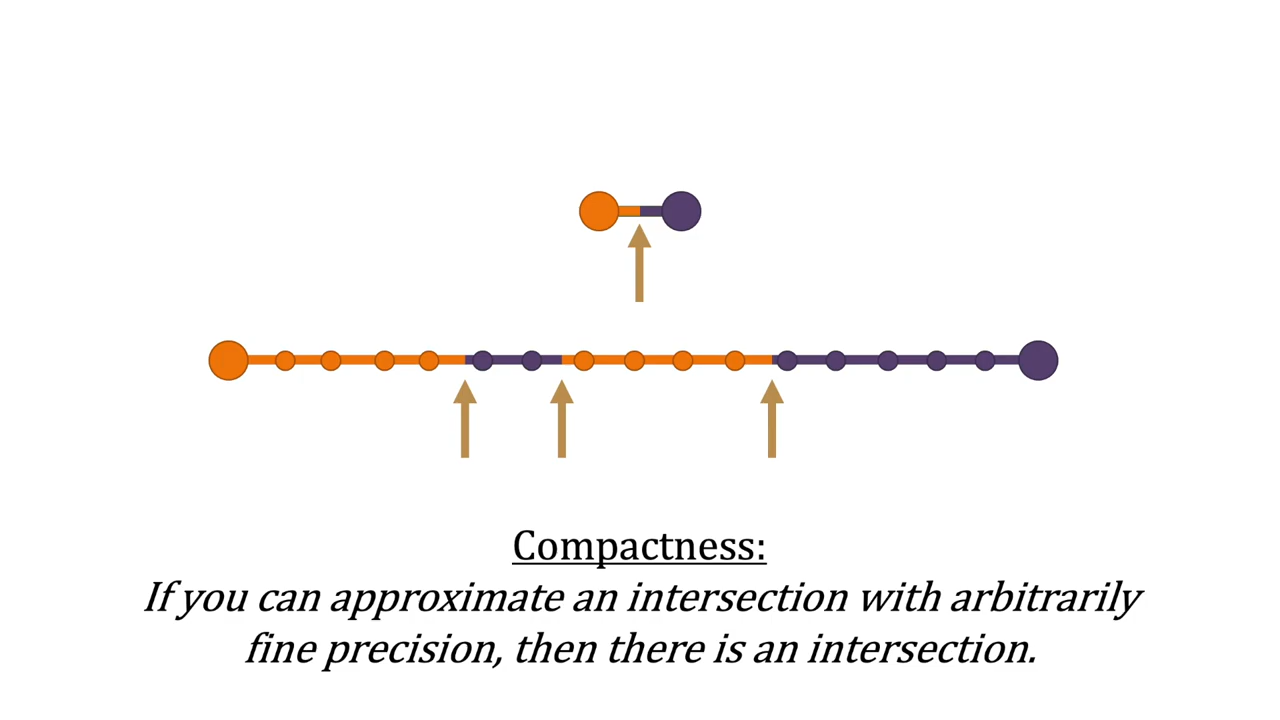 Compactness:
If you can approximate an intersection with arbitrarily
fine precision, then there is an intersection.